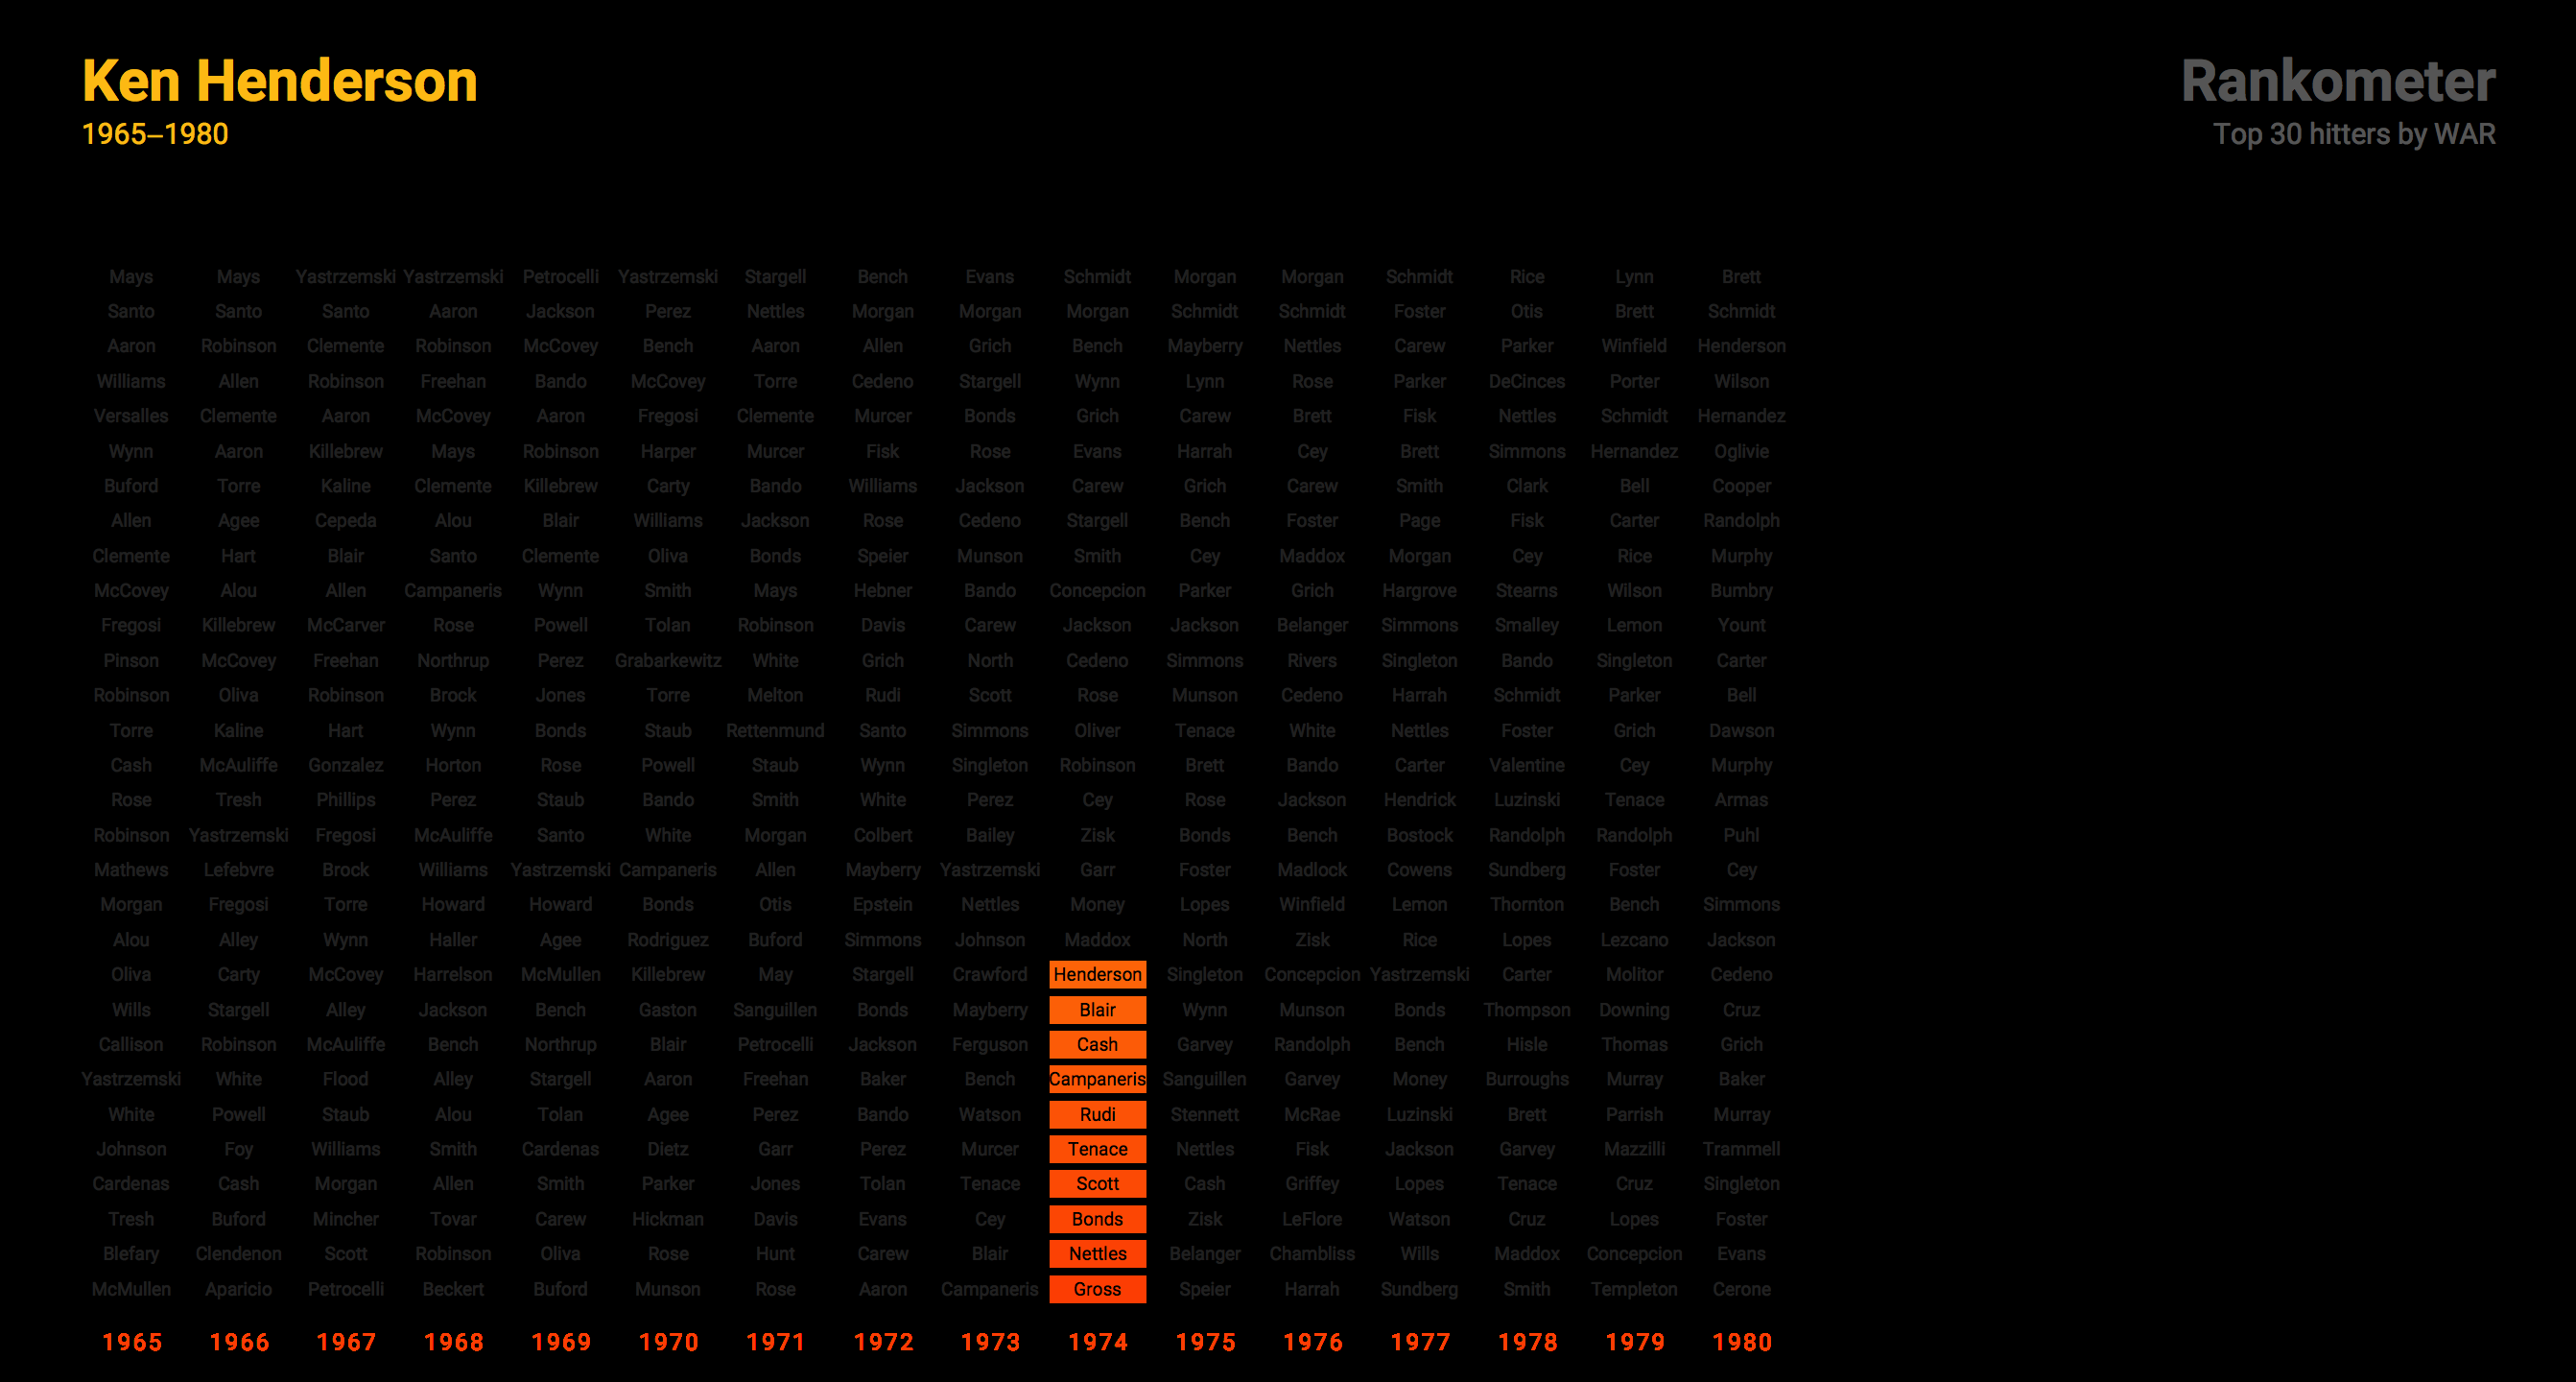 Ken Henderson
1965–1980
Rankometer
Top 30 hitters by WAR
Mays Mays Yastrzemski Yastrzemski Petrocelli Yastrzemski Stargell Bench Evans Schmidt Morgan Morgan Schmidt Rice Lynn Brett
Santo Santo Santo Aaron Jackson Perez Nettles Morgan Morgan Morgan Schmidt Schmidt Foster Otis Brett Schmidt
Aaron Robinson Clemente Robinson McCovey Bench Aaron Allen Grich Bench Mayberry Nettles Carew Parker Winfield Henderson
Williams Allen Robinson Freehan Bando McCovey Torre Cedeno Stargell Wynn Lynn Rose Parker DeCinces Porter Wilson
Versalles Clemente Aaron McCovey Aaron Fregosi Clemente Murcer Bonds Grich Carew Brett Fisk Nettles Schmidt Hernandez
Wynn Aaron Killebrew Mays Robinson Harper Murcer Fisk Rose Evans Harrah Cey Brett Simmons Hernandez Oglivie
Buford Torre Kaline Clemente Killebrew Carty Bando Williams Jackson Carew Grich Carew Smith Clark Bell Cooper
Allen Agee Cepeda Alou Blair Williams Jackson Rose Cedeno Stargell Bench Foster Page Fisk Carter Randolph
Clemente Hart Blair Santo Clemente Oliva Bonds Speier Munson Smith Cey Maddox Morgan Cey Rice Murphy
McCovey Alou Allen Campaneris Wynn Smith Mays Hebner Bando Concepcion Parker Grich Hargrove Stearns Wilson Bumbry
Fregosi Killebrew McCarver Rose Powell Tolan Robinson Davis Carew Jackson Jackson Belanger Simmons Smalley Lemon Yount
Pinson McCovey Freehan Northrup Perez Grabarkewitz White Grich North Cedeno Simmons Rivers Singleton Bando Singleton Carter
Robinson Oliva Robinson Brock Jones Torre Melton Rudi Scott Rose Munson Cedeno Harrah Schmidt Parker Bell
Torre Kaline Hart Wynn Bonds Staub Rettenmund Santo Simmons Oliver Tenace White Nettles Foster Grich Dawson
Cash McAuliffe Gonzalez Horton Rose Powell Staub Wynn Singleton Robinson Brett Bando Carter Valentine Cey Murphy
Rose Tresh Phillips Perez Staub Bando Smith White Perez Cey Rose Jackson Hendrick Luzinski Tenace Armas
Robinson Yastrzemski Fregosi McAuliffe Santo White Morgan Colbert Bailey Zisk Bonds Bench Bostock Randolph Randolph Puhl
Mathews Lefebvre Brock Williams Yastrzemski Campaneris Allen Mayberry Yastrzemski Garr Foster Madlock Cowens Sundberg Foster Cey
Morgan Fregosi Torre Howard Howard Bonds Otis Epstein Nettles Money Lopes Winfield Lemon Thornton Bench Simmons
Alou Alley Wynn Haller Agee Rodriguez Buford Simmons Johnson Maddox North Zisk Rice Lopes Lezcano Jackson
Oliva Carty McCovey Harrelson McMullen Killebrew May Stargell Crawford Henderson Singleton Concepcion Yastrzemski Carter Molitor Cedeno
Wills Stargell Alley Jackson Bench Gaston Sanguillen Bonds Mayberry Blair Wynn Munson Bonds Thompson Downing Cruz
Callison Robinson McAuliffe Bench Northrup Blair Petrocelli Jackson Ferguson Cash Garvey Randolph Bench Hisle Thomas Grich
Yastrzemski White Flood Alley Stargell Aaron Freehan Baker Bench Campaneris Sanguillen Garvey Money Burroughs Murray Baker
White Powell Staub Alou Tolan Agee Perez Bando Watson Rudi Stennett McRae Luzinski Brett Parrish Murray
Johnson Foy Williams Smith Cardenas Dietz Garr Perez Murcer Tenace Nettles Fisk Jackson Garvey Mazzilli Trammell
Cardenas Cash Morgan Allen Smith Parker Jones Tolan Tenace Scott Cash Griffey Lopes Tenace Cruz Singleton
Tresh Buford Mincher Tovar Carew Hickman Davis Evans Cey Bonds Zisk LeFlore Watson Cruz Lopes Foster
Blefary Clendenon Scott Robinson Oliva Rose Hunt Carew Blair Nettles Belanger Chambliss Wills Maddox Concepcion Evans
McMullen Aparicio Petrocelli Beckert Buford Munson Rose Aaron Campaneris Gross Speier Harrah Sundberg Smith Templeton Cerone
1965 1966 1967 1968 1969 1970 1971 1972 1973 1974 1975 1976 1977 1978 1979 1980